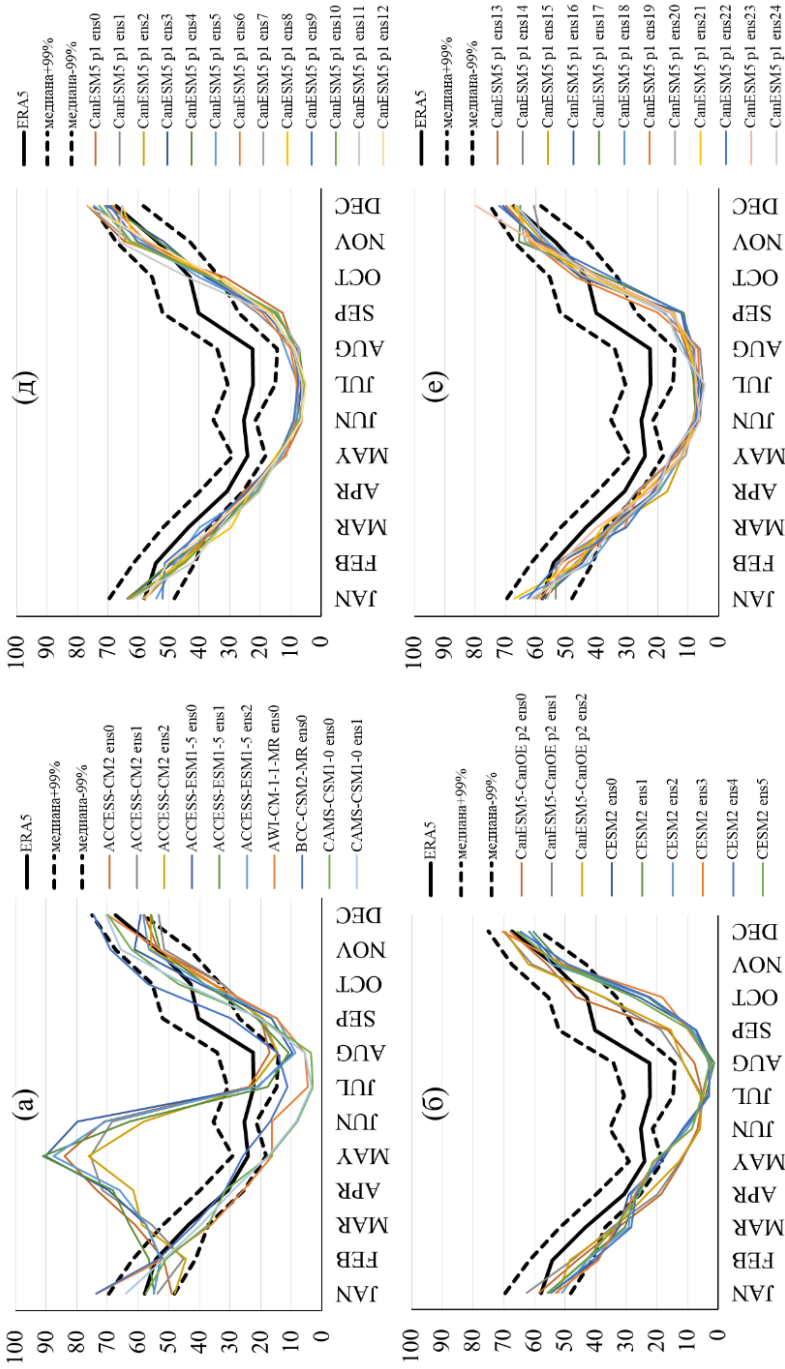 (а)
100
90
80
70
60
50
40
30
20
10
0
JAN
FEB
MAR
APR
MAY
JUN
JUL
AUG
SEP
OCT
NOV
DEC
ERA5
медиана+99%
медиана-99%
ACCESS-CM2 ens0
ACCESS-CM2 ens1
ACCESS-CM2 ens2
ACCESS-ESM1-5 ens0
ACCESS-ESM1-5 ens1
ACCESS-ESM1-5 ens2
AWI-CM-1-1-MR ens0
BCC-CSM2-MR ens0
CAMS-CSM1-0 ens0
CAMS-CSM1-0 ens1
(д)
100
90
80
70
60
50
40
30
20
10
0
JAN
FEB
MAR
APR
MAY
JUN
JUL
AUG
SEP
OCT
NOV
DEC
ERA5
медиана+99%
медиана-99%
CanESM5 p1 ens0
CanESM5 p1 ens1
CanESM5 p1 ens2
CanESM5 p1 ens3
CanESM5 p1 ens4
CanESM5 p1 ens5
CanESM5 p1 ens6
CanESM5 p1 ens7
CanESM5 p1 ens8
CanESM5 p1 ens9
CanESM5 p1 ens10
CanESM5 p1 ens11
CanESM5 p1 ens12
(б)
100
90
80
70
60
50
40
30
20
10
0
JAN
FEB
MAR
APR
MAY
JUN
JUL
AUG
SEP
OCT
NOV
DEC
ERA5
медиана+99%
медиана-99%
CanESM5-CanOE p2 ens0
CanESM5-CanOE p2 ens1
CanESM5-CanOE p2 ens2
CESM2 ens0
CESM2 ens1
CESM2 ens2
CESM2 ens3
CESM2 ens4
CESM2 ens5
(е)
100
90
80
70
60
50
40
30
20
10
0
JAN
FEB
MAR
APR
MAY
JUN
JUL
AUG
SEP
OCT
NOV
DEC
ERA5
медиана+99%
медиана-99%
CanESM5 p1 ens13
CanESM5 p1 ens14
CanESM5 p1 ens15
CanESM5 p1 ens16
CanESM5 p1 ens17
CanESM5 p1 ens18
CanESM5 p1 ens19
CanESM5 p1 ens20
CanESM5 p1 ens21
CanESM5 p1 ens22
CanESM5 p1 ens23
CanESM5 p1 ens24